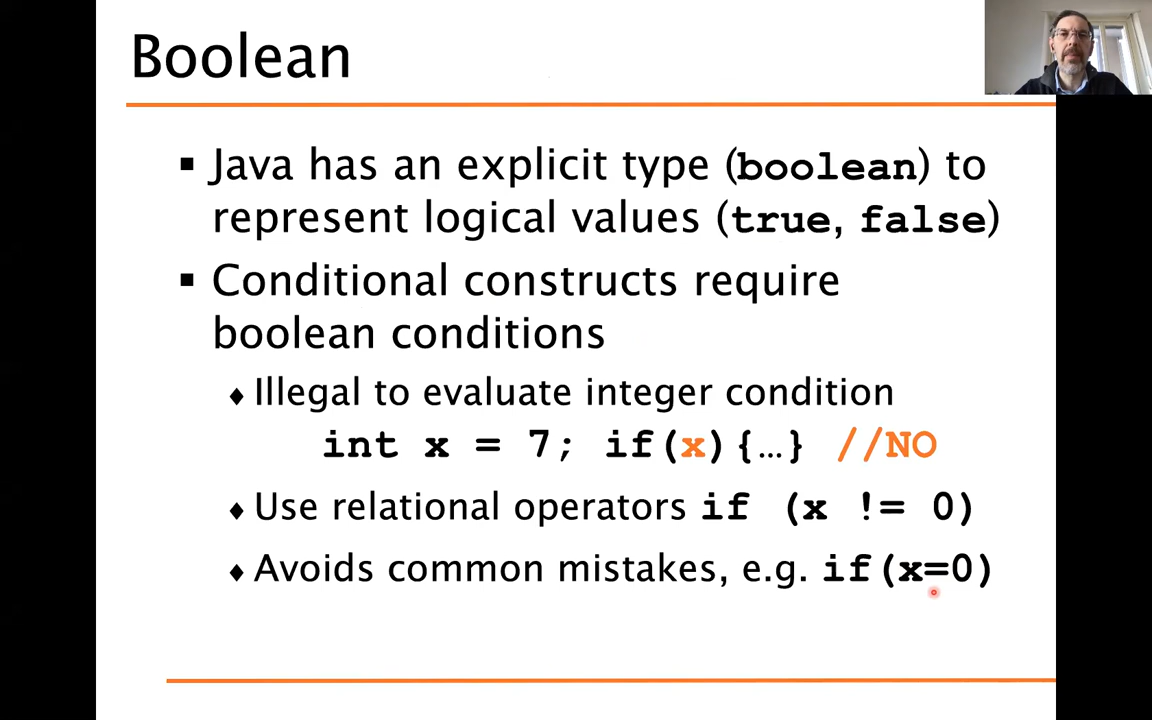 Boolean
▪ Java has an explicit type (boolean) to
represent logical values (true, false)
▪ Conditional constructs require
boolean conditions
♦ Illegal to evaluate integer condition
int x = 7; if(x){…} //NO
♦ Use relational operators if (x != 0)
♦ Avoids common mistakes, e.g. if(x=0)